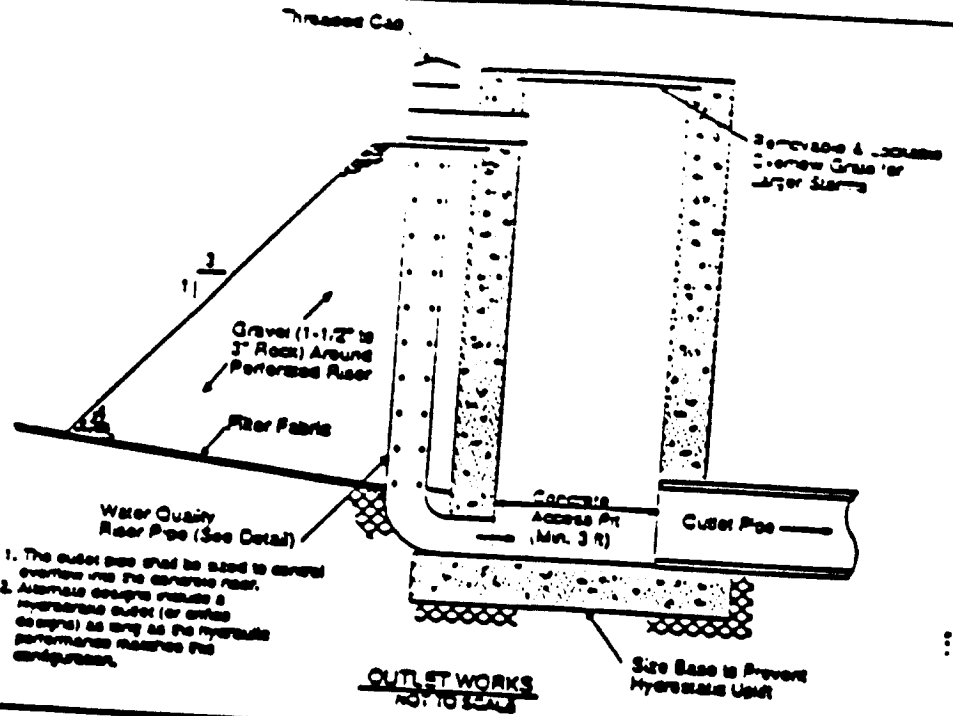 Threaded Cap
Removable & Lockable
Overflow Grate for
Larger Storms
3
1
Gravel (1-1/2" to
3" Rock) Around
Perforated Riser
Filter Fabric
Water Quality
Riser Pipe (See Detail)
Concrete
Access Pit
(Min. 3 ft)
Outlet Pipe
1. The outlet pipe shall be sized to control
overflow into the concrete riser.
2. Alternate designs include a
Hydrobrake outlet (or orifice
designs) as long as the hydraulic
performance matches this
configuration.
Size Base to Prevent
Hydrostatic Uplift
OUTLET WORKS
NOT TO SCALE